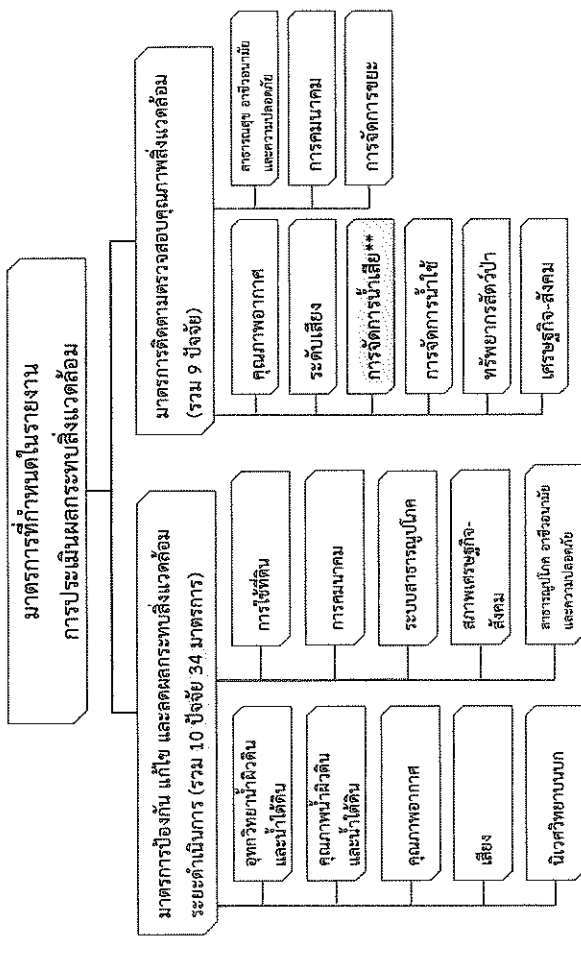 มาตรการที่กำหนดในรายงาน
การประเมินผลกระทบสิ่งแวดล้อม
มาตรการป้องกัน แก้ไข และลดผลกระทบสิ่งแวดล้อม
ระยะดำเนินการ (รวม 10 ปัจจัย 34 มาตรการ)
อุทกวิทยาน้ำผิวดิน
และน้ำใต้ดิน
คุณภาพน้ำผิวดิน
และน้ำใต้ดิน
คุณภาพอากาศ
เสียง
นิเวศวิทยาบนบก
การใช้ที่ดิน
การคมนาคม
ระบบสาธารณูปโภค
สภาพเศรษฐกิจ-
สังคม
สาธารณูปโภค อาชีวอนามัย
และความปลอดภัย
มาตรการติดตามตรวจสอบคุณภาพสิ่งแวดล้อม
(รวม 9 ปัจจัย)
คุณภาพอากาศ
ระดับเสียง
การจัดการน้ำเสีย**
การจัดการน้ำใช้
ทรัพยากรสัตว์ป่า
เศรษฐกิจ-สังคม
สาธารณสุข อาชีวอนามัย
และความปลอดภัย
การคมนาคม
การจัดการขยะ